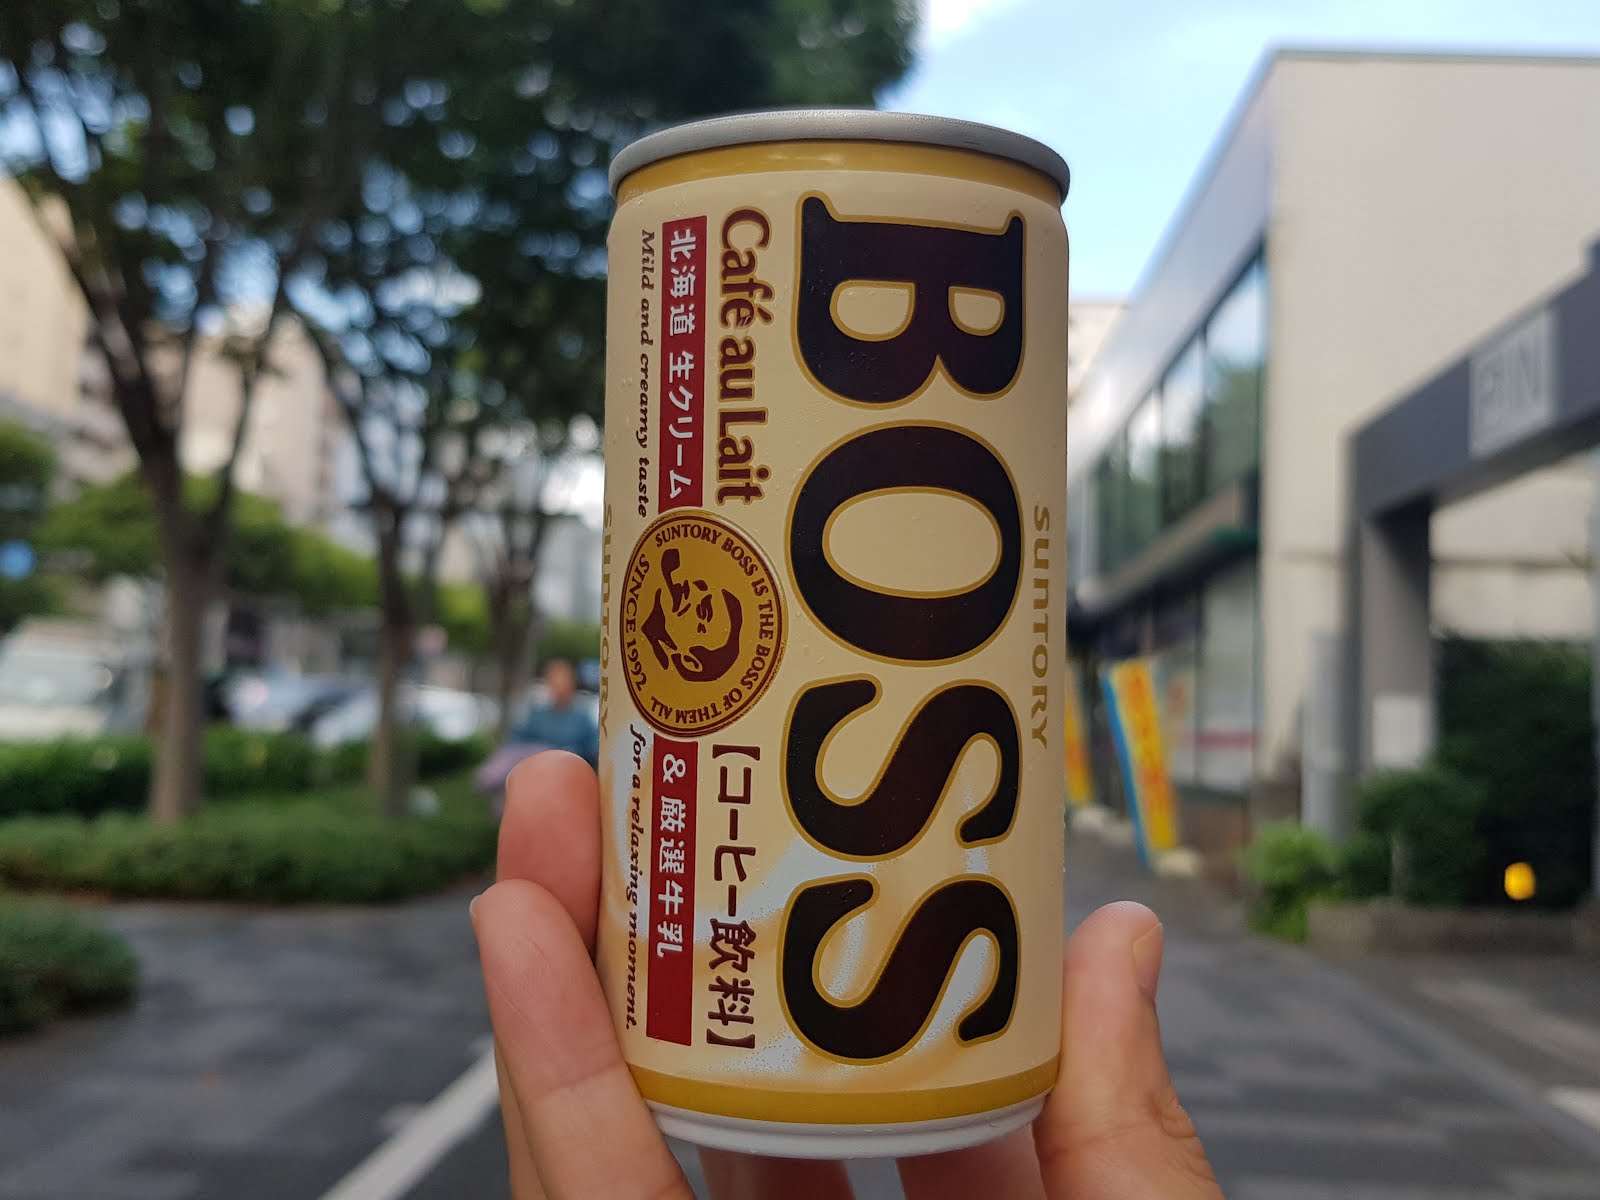 SUNTORY
BOSS
Café au Lait
【コーヒー飲料】
北海道 生クリーム
& 厳選牛乳
Mild and creamy taste
for a relaxing moment.
SUNTORY BOSS IS THE BOSS OF THEM ALL
SINCE 1992
SUNTORY